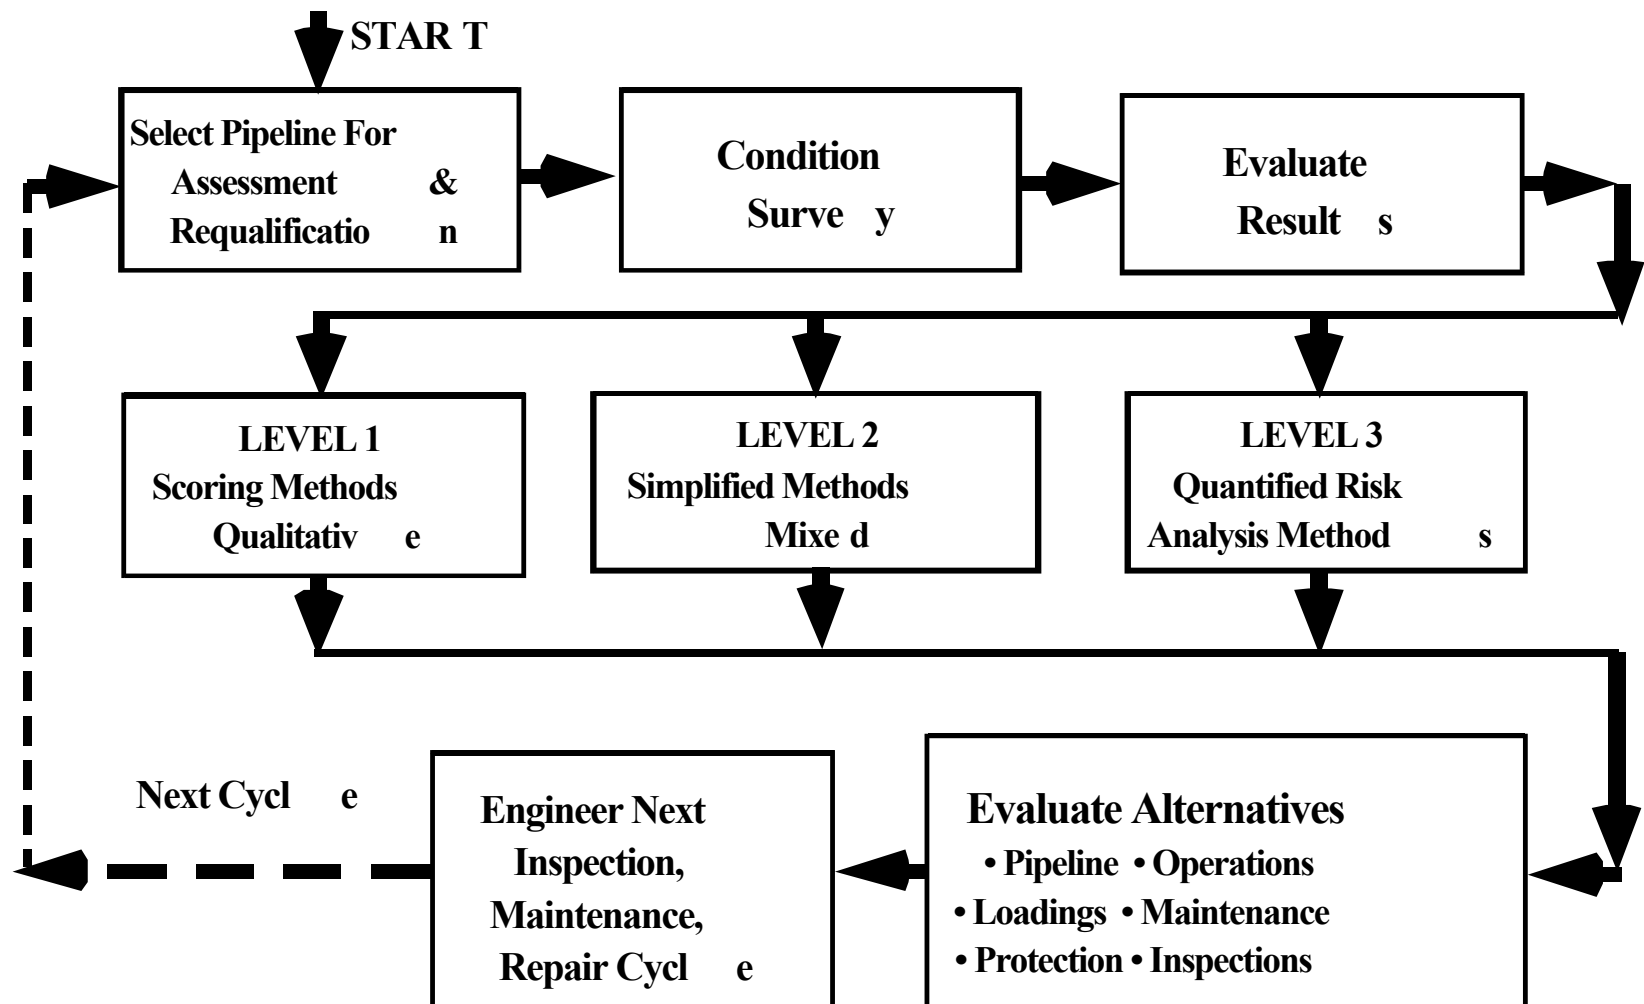 STAR T
Select Pipeline For
Assessment &
Requalificatio n
Condition
Surve y
Evaluate
Result s
LEVEL 1
Scoring Methods
Qualitativ e
LEVEL 2
Simplified Methods
Mixe d
LEVEL 3
Quantified Risk
Analysis Method s
Evaluate Alternatives
• Pipeline • Operations
• Loadings • Maintenance
• Protection • Inspections
Engineer Next
Inspection,
Maintenance,
Repair Cycl e
Next Cycl e